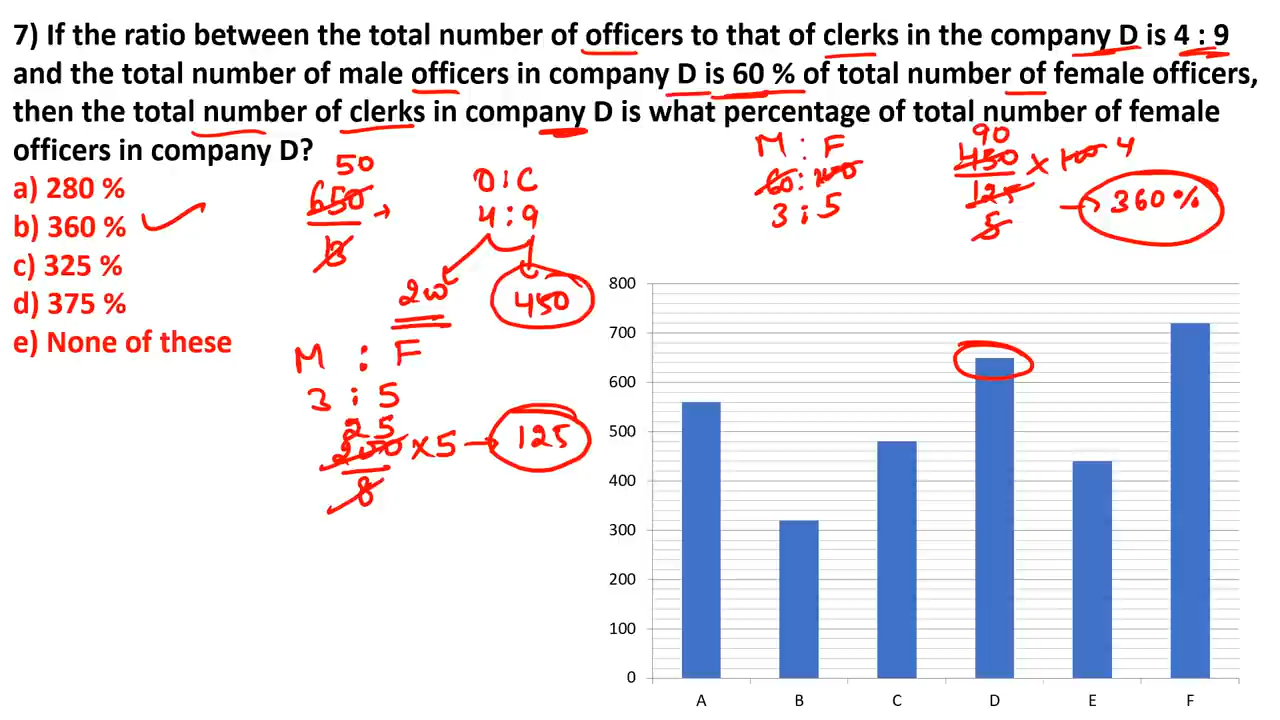 7) If the ratio between the total number of officers to that of clerks in the company D is 4 : 9
and the total number of male officers in company D is 60 % of total number of female officers,
then the total number of clerks in company D is what percentage of total number of female
officers in company D?
a) 280 %
b) 360 %
c) 325 %
d) 375 %
e) None of these
50
650
13
O : C
4 : 9
200
450
M : F
3 : 5
25
200 × 5 → 125
8
M : F
60 : 100
3 : 5
90
450 × 100 4
125 → 360%
5
800
700
600
500
400
300
200
100
0
A B C D E F